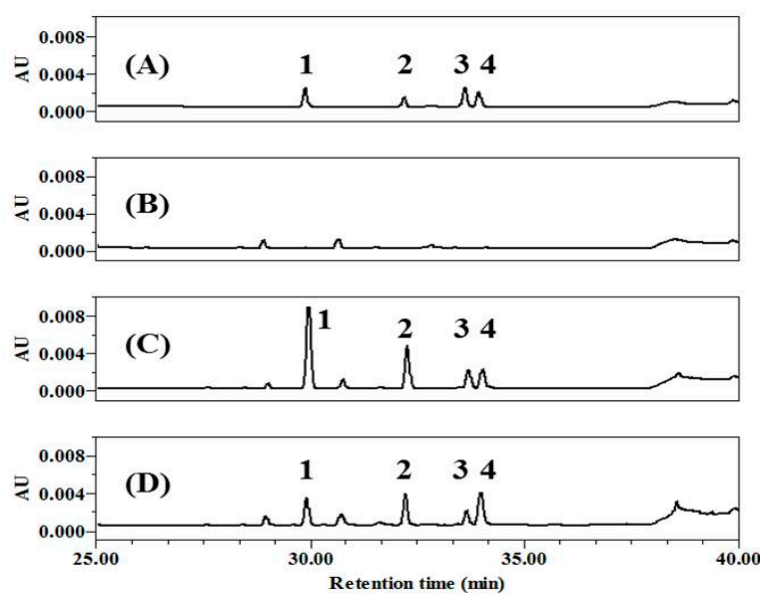 0.008
(A) 1 2 3 4
AU 0.004
0.000
0.008
(B)
AU 0.004
0.000
0.008
(C) 1 2 3 4
AU 0.004
0.000
0.008
(D) 1 2 3 4
AU 0.004
0.000
25.00 30.00 35.00 40.00
Retention time (min)